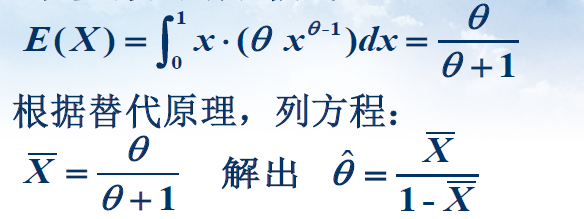 E(X) = ∫₀¹ x·(θ x^{θ-1})dx = θ/(θ+1)
根据替代原理，列方程：
X̄ = θ/(θ+1) 解出 θ̂ = X̄/(1-X̄)